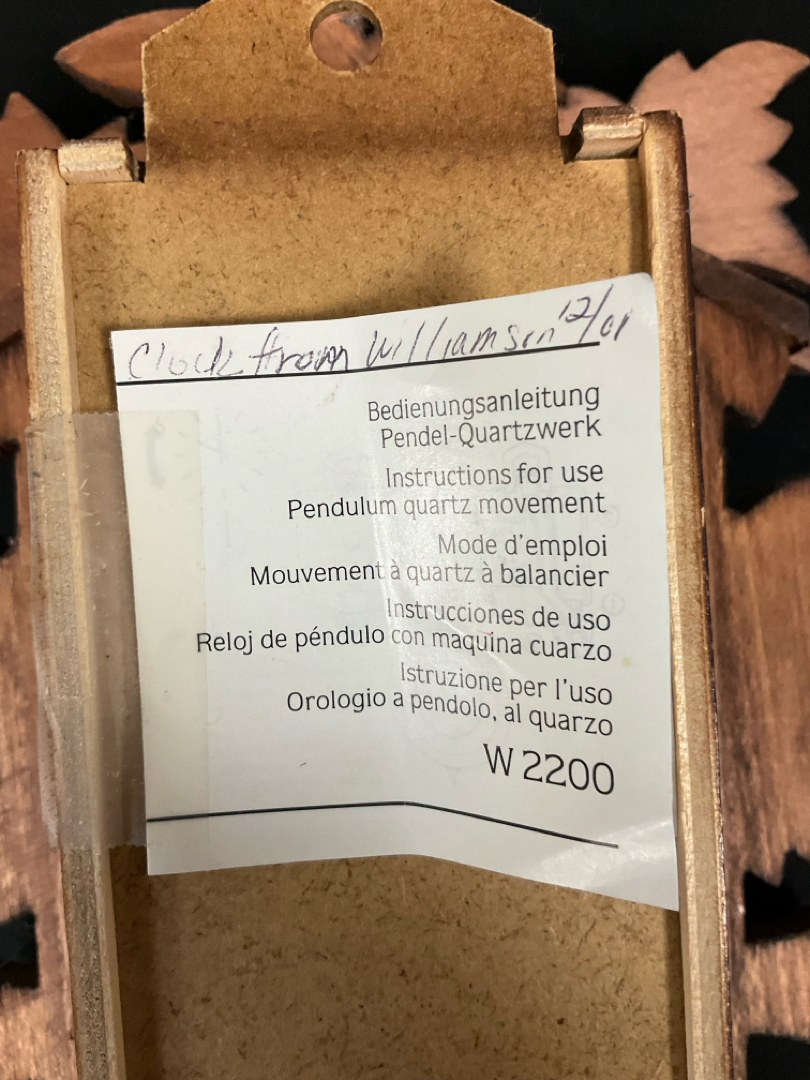 Clock from Williamson 12/01
Bedienungsanleitung
Pendel-Quartzwerk
Instructions for use
Pendulum quartz movement
Mode d'emploi
Mouvement à quartz à balancier
Instrucciones de uso
Reloj de péndulo con maquina cuarzo
Istruzione per l'uso
Orologio a pendolo, al quarzo
W 2200